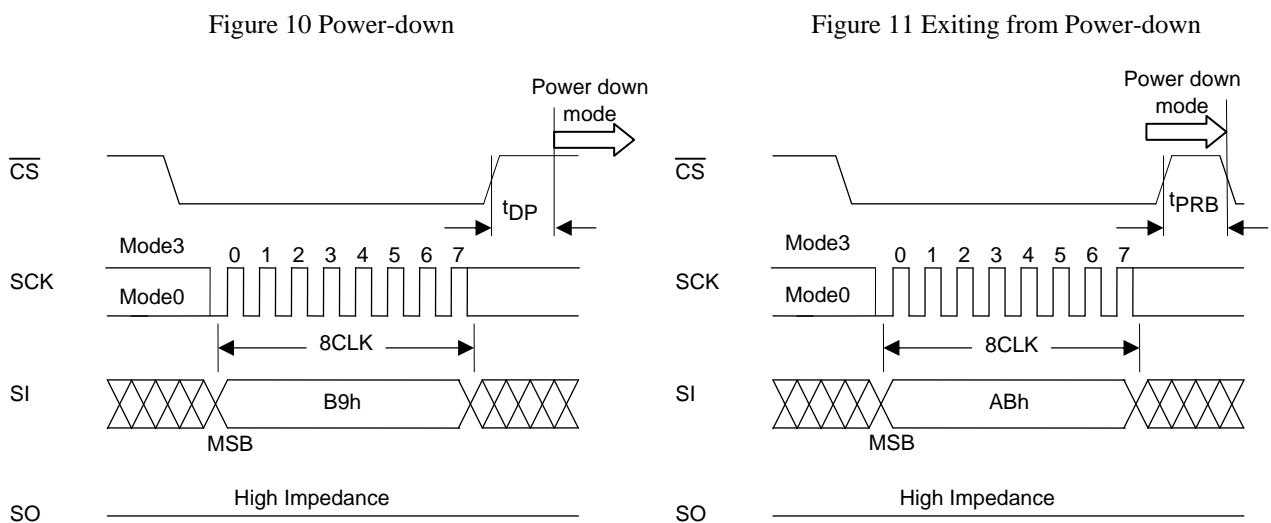 Figure 10 Power-down
Power down
mode
CS
tDP
Mode3
0 1 2 3 4 5 6 7
SCK
Mode0
8CLK
SI
B9h
MSB
High Impedance
SO
Figure 11 Exiting from Power-down
Power down
mode
CS
tPRB
Mode3
0 1 2 3 4 5 6 7
SCK
Mode0
8CLK
SI
ABh
MSB
High Impedance
SO